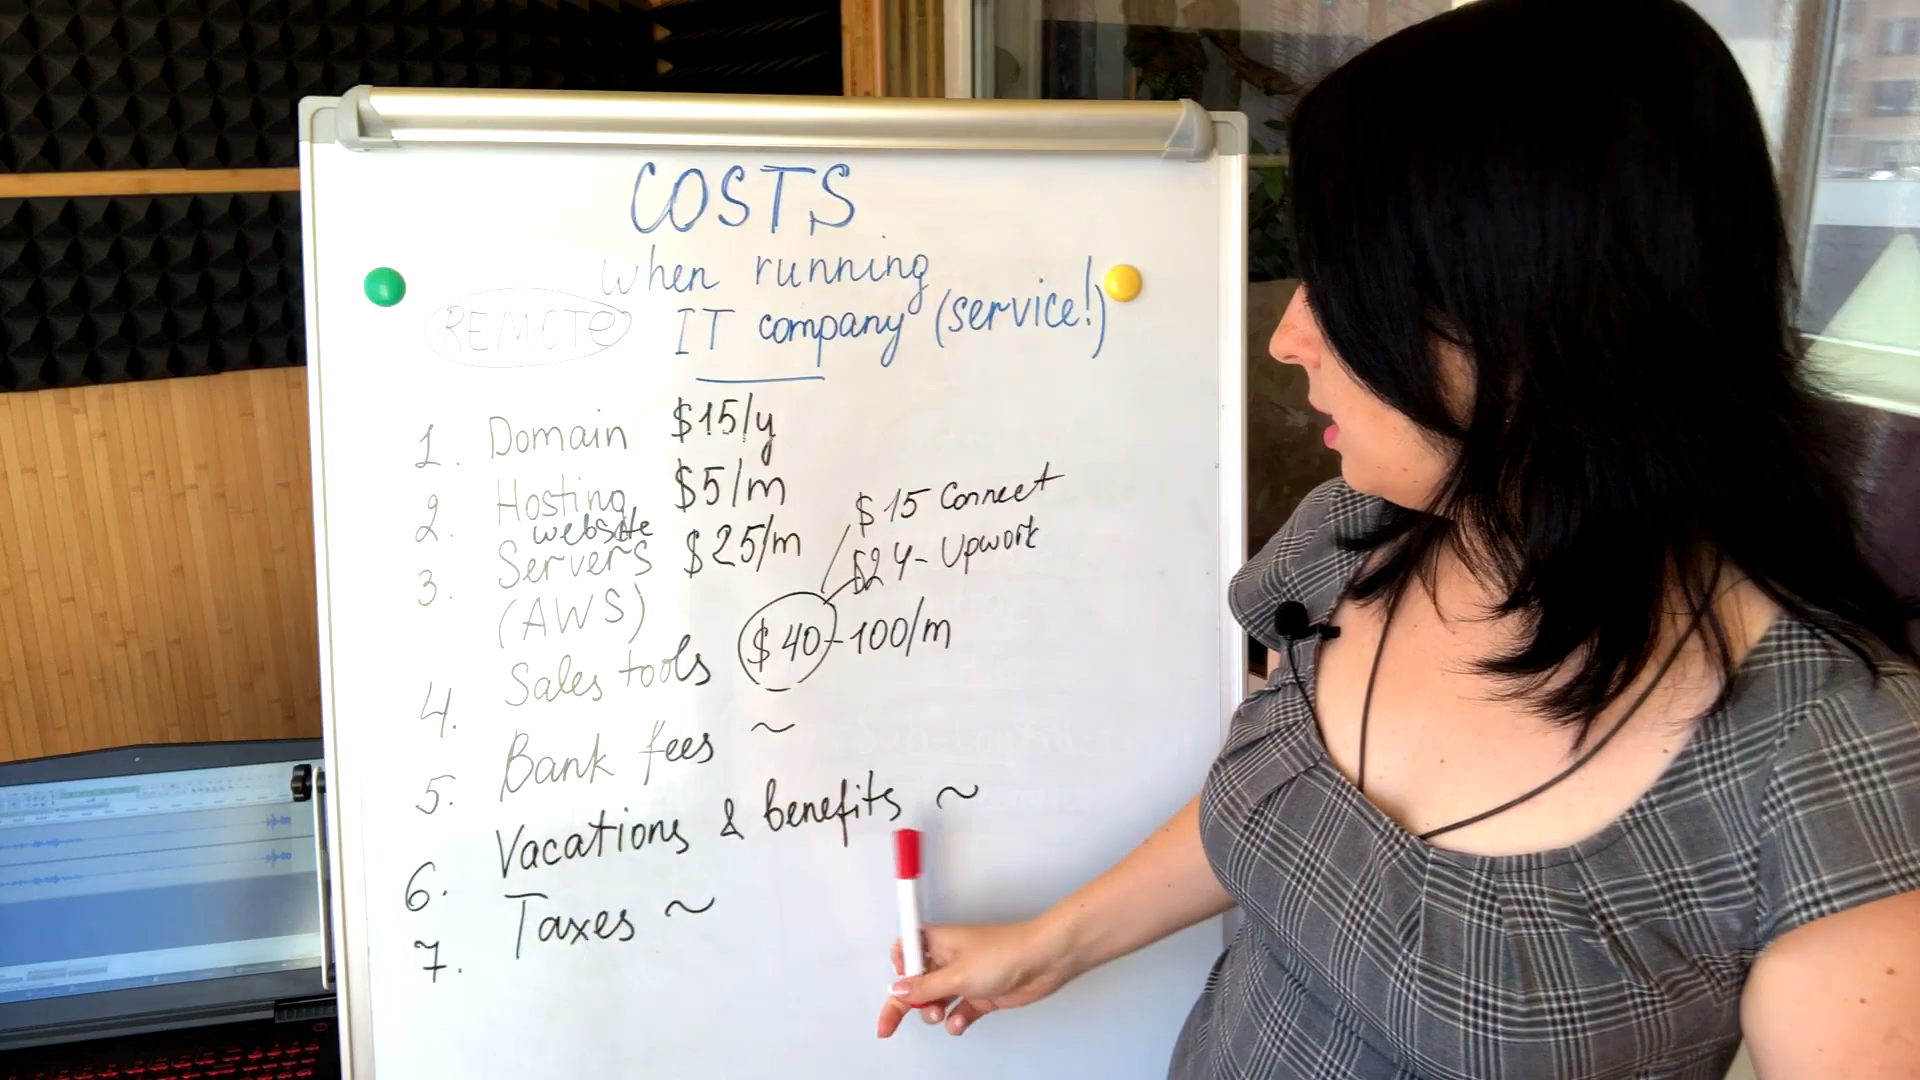 COSTS
when running
REMOTE IT company (service!)
1. Domain $15/y
2. Hosting $5/m
website
3. Servers $25/m
(AWS)
$15 Connect
$24 - Upwork
4. Sales tools $40-100/m
5. Bank fees ~
6. Vacations & benefits ~
7. Taxes ~